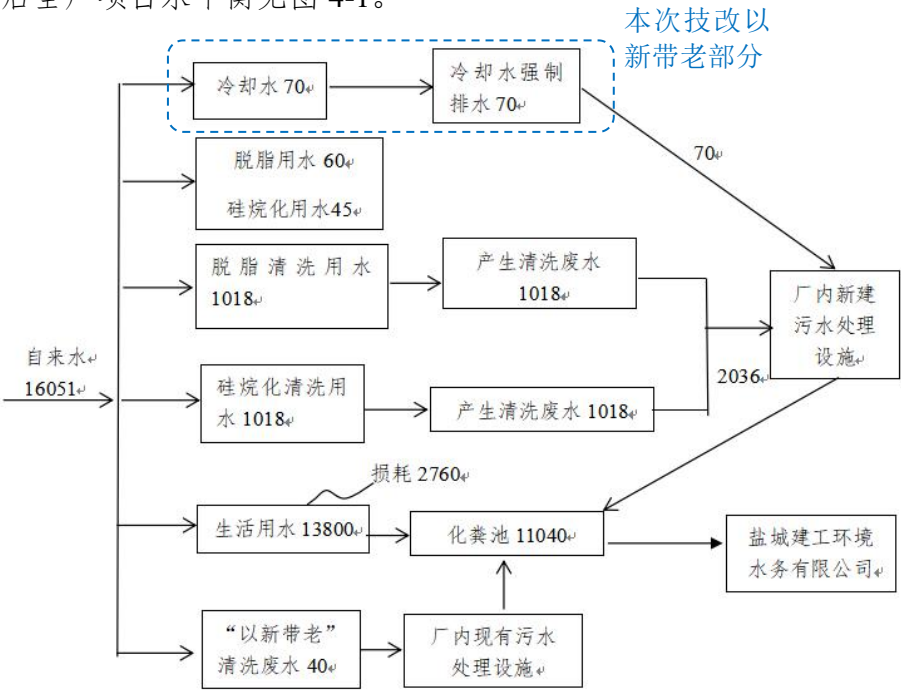 后全厂项目水平衡见图 4-1。
本次技改以
新带老部分
冷却水 70
冷却水强制
排水 70
70
脱脂用水 60
硅烷化用水45
脱脂清洗用水
1018
产生清洗废水
1018
厂内新建
污水处理
设施
自来水
16051
2036
硅烷化清洗用
水 1018
产生清洗废水 1018
损耗 2760
生活用水 13800
化粪池 11040
盐城建工环境
水务有限公司
“以新带老”
清洗废水 40
厂内现有污水
处理设施